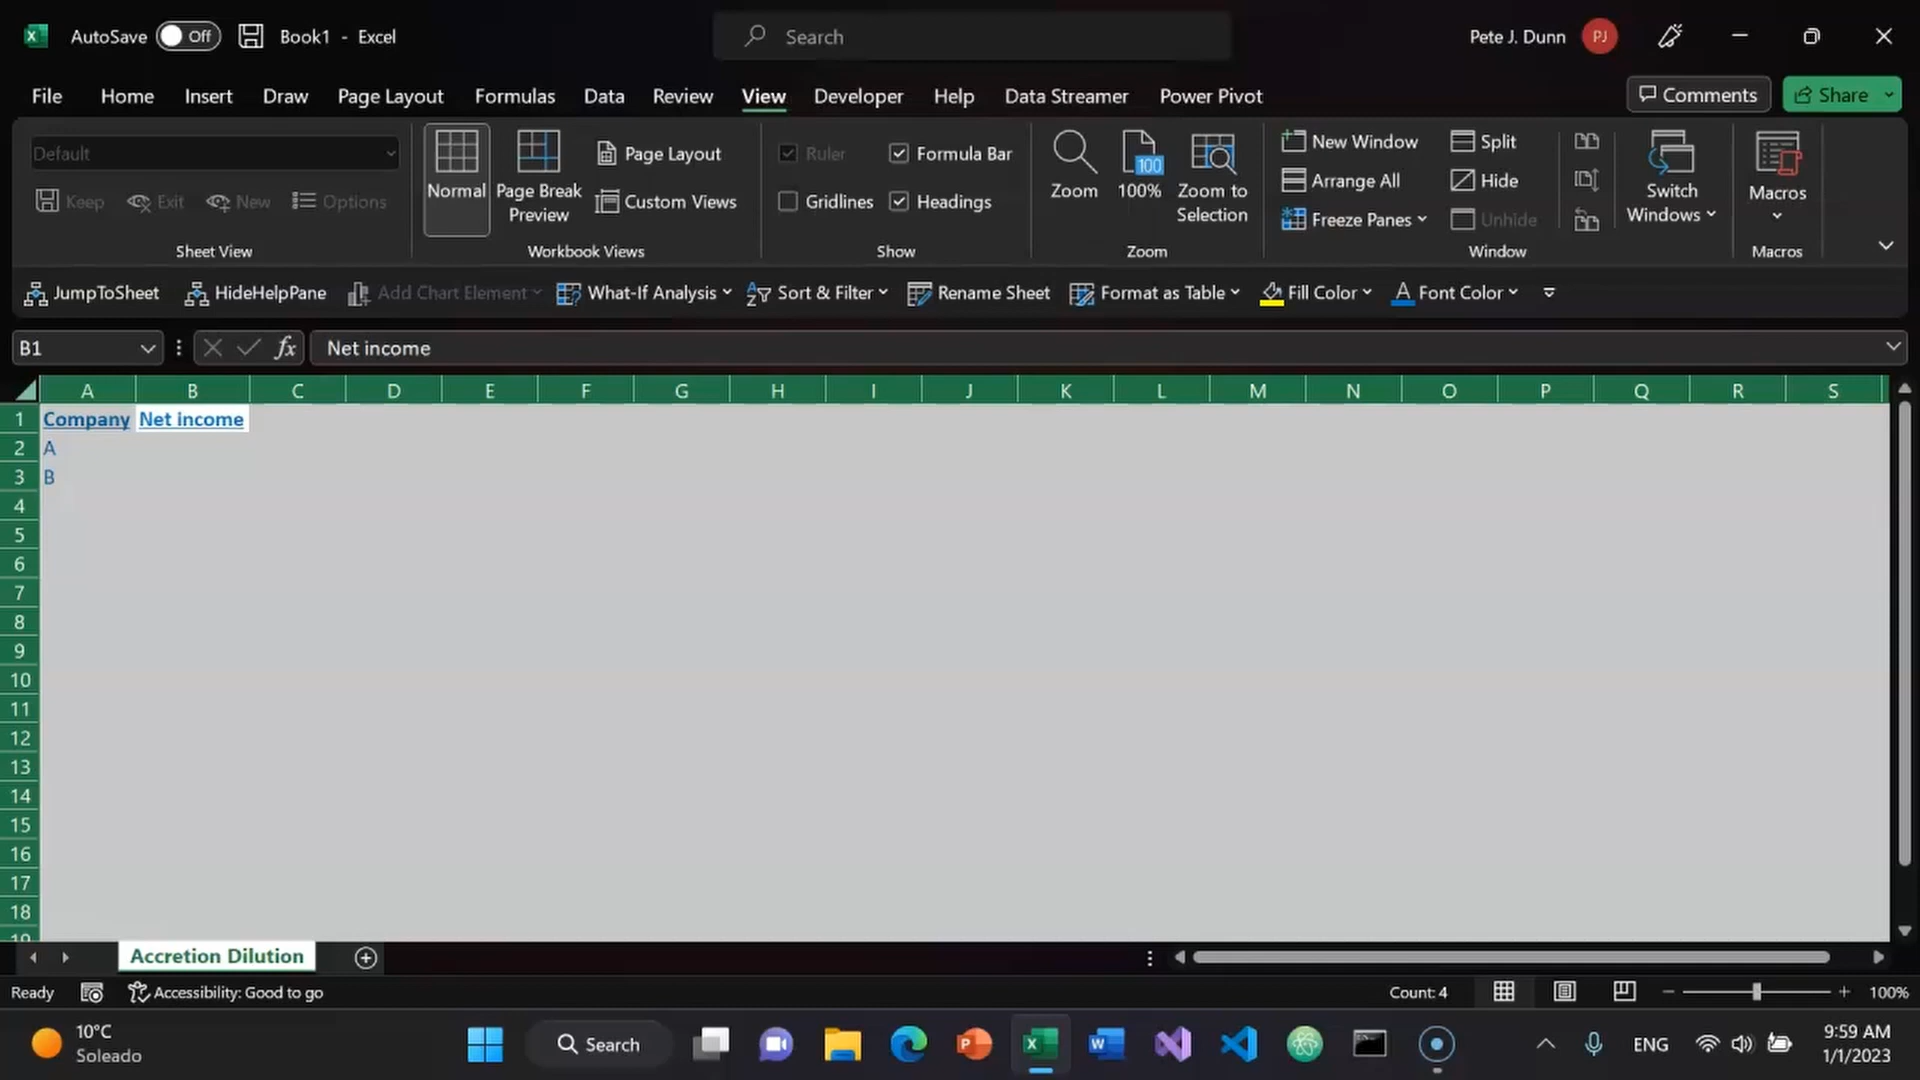 AutoSave Off Book1 - Excel Search Pete J. Dunn PJ
File Home Insert Draw Page Layout Formulas Data Review View Developer Help Data Streamer Power Pivot Comments Share
Default
Keep Exit New Options
Sheet View
Normal
Page Break
Preview
Page Layout
Custom Views
Workbook Views
Ruler Formula Bar
Gridlines Headings
Show
Zoom
100
100%
Zoom to
Selection
Zoom
New Window
Arrange All
Freeze Panes
Split
Hide
Unhide
Window
Switch
Windows
Macros
Macros
JumpToSheet HideHelpPane Add Chart Element What-If Analysis Sort & Filter Rename Sheet Format as Table Fill Color Font Color
B1 fx Net income
A B C D E F G H I J K L M N O P Q R S
1 Company Net income
2 A
3 B
4
5
6
7
8
9
10
11
12
13
14
15
16
17
18
19
Accretion Dilution
Ready Accessibility: Good to go Count: 4 100%
10°C
Soleado
Search
ENG
9:59 AM
1/1/2023